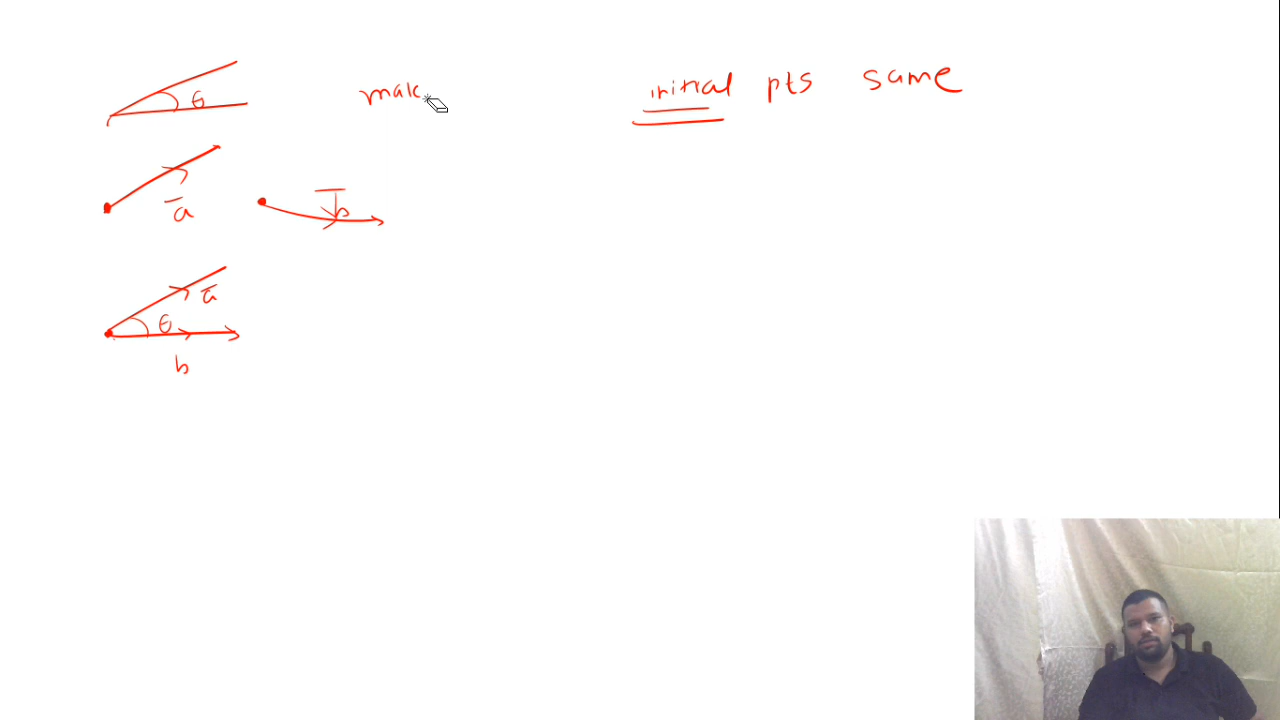 θ mak initial pts same
a̅
b̅
a̅
θ
b